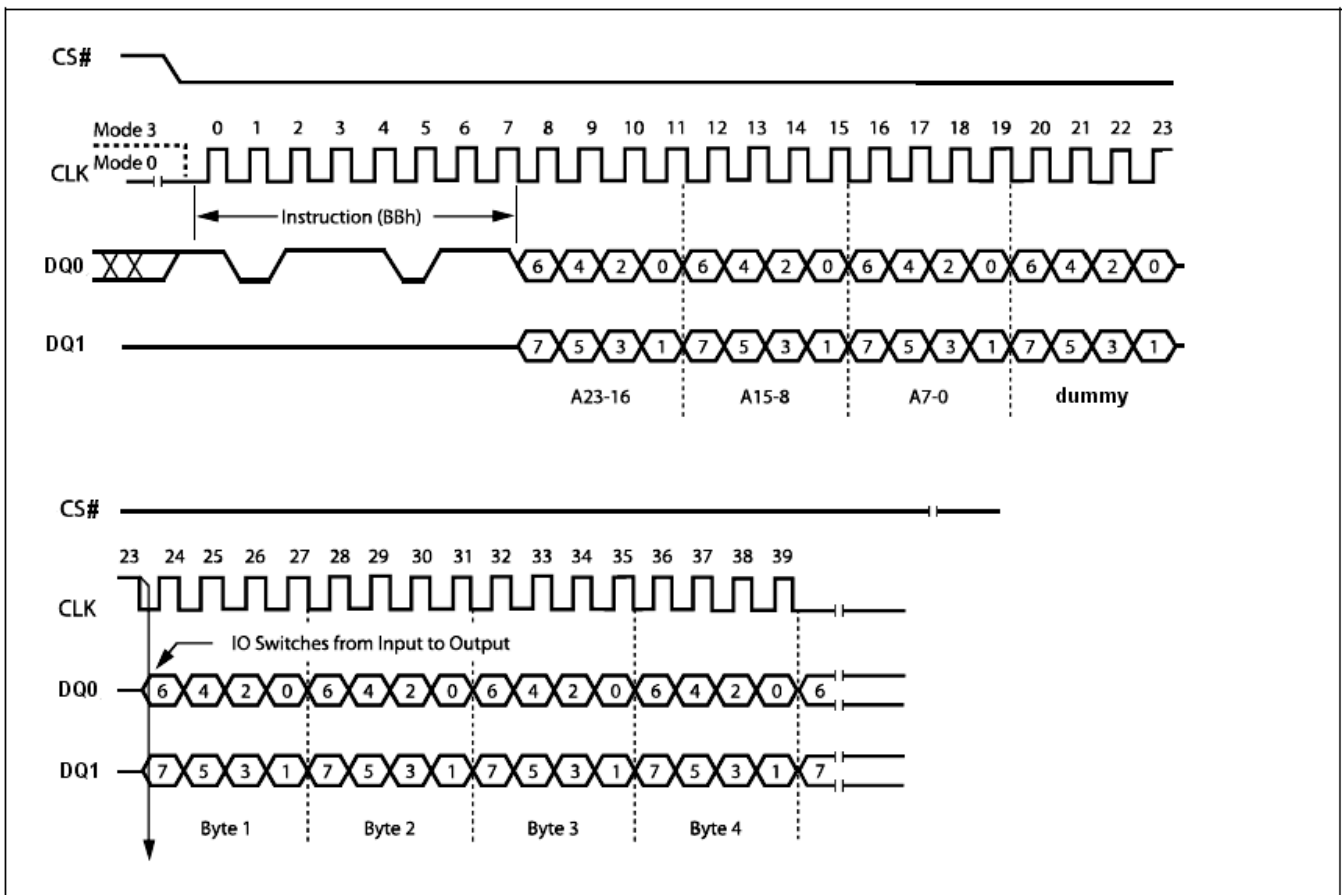 CS#
Mode 3 0 1 2 3 4 5 6 7 8 9 10 11 12 13 14 15 16 17 18 19 20 21 22 23
Mode 0
CLK
Instruction (BBh)
DQ0 6 4 2 0 6 4 2 0 6 4 2 0 6 4 2 0
DQ1 7 5 3 1 7 5 3 1 7 5 3 1 7 5 3 1
A23-16 A15-8 A7-0 dummy
CS#
23 24 25 26 27 28 29 30 31 32 33 34 35 36 37 38 39
CLK
IO Switches from Input to Output
DQ0 6 4 2 0 6 4 2 0 6 4 2 0 6 4 2 0 6
DQ1 7 5 3 1 7 5 3 1 7 5 3 1 7 5 3 1 7
Byte 1 Byte 2 Byte 3 Byte 4